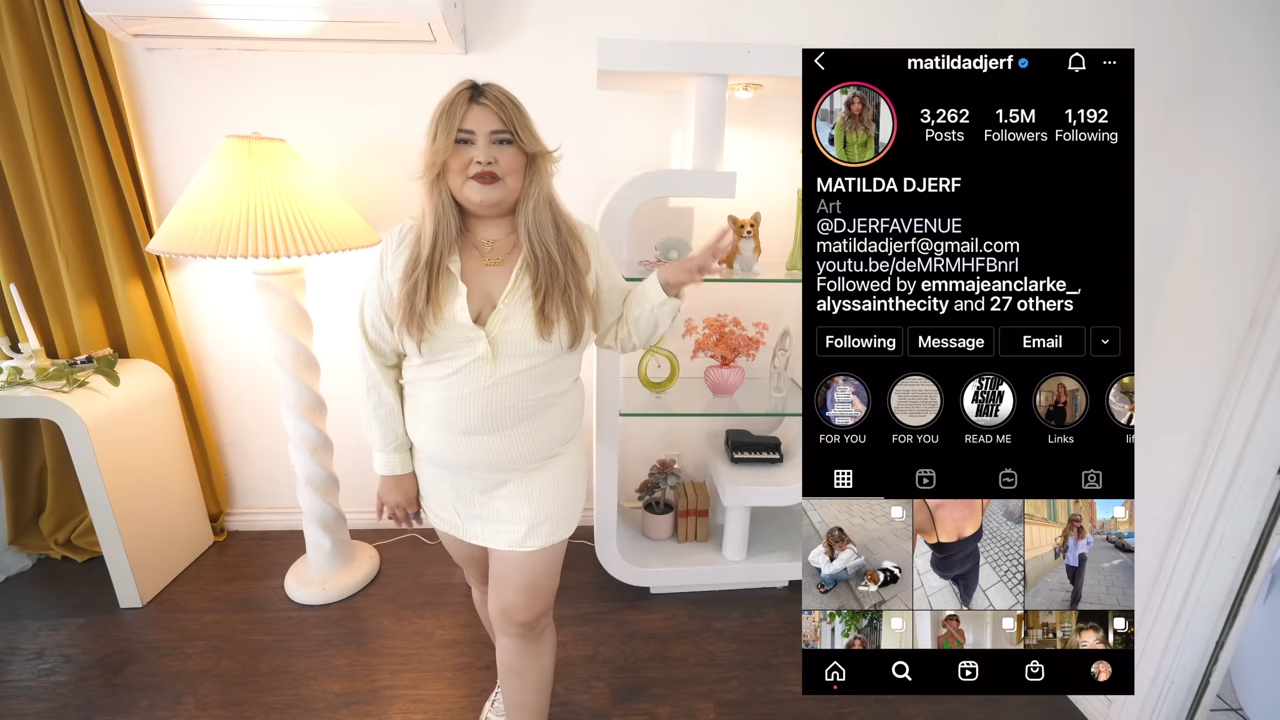 matildadjerf
3,262 1.5M 1,192
Posts Followers Following
MATILDA DJERF
Art
@DJERFAVENUE
matildadjerf@gmail.com
youtu.be/deMRMHFBnrl
Followed by emmajeanclarke_,
alyssainthecity and 27 others
Following Message Email
STOP
ASIAN
HATE
FOR YOU FOR YOU READ ME Links lif